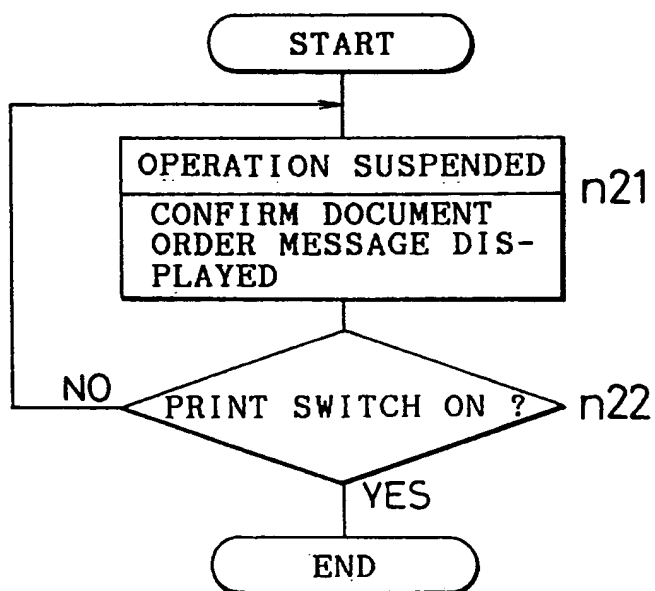 START
OPERATION SUSPENDED
n21
CONFIRM DOCUMENT
ORDER MESSAGE DIS-
PLAYED
NO
PRINT SWITCH ON ?
n22
YES
END